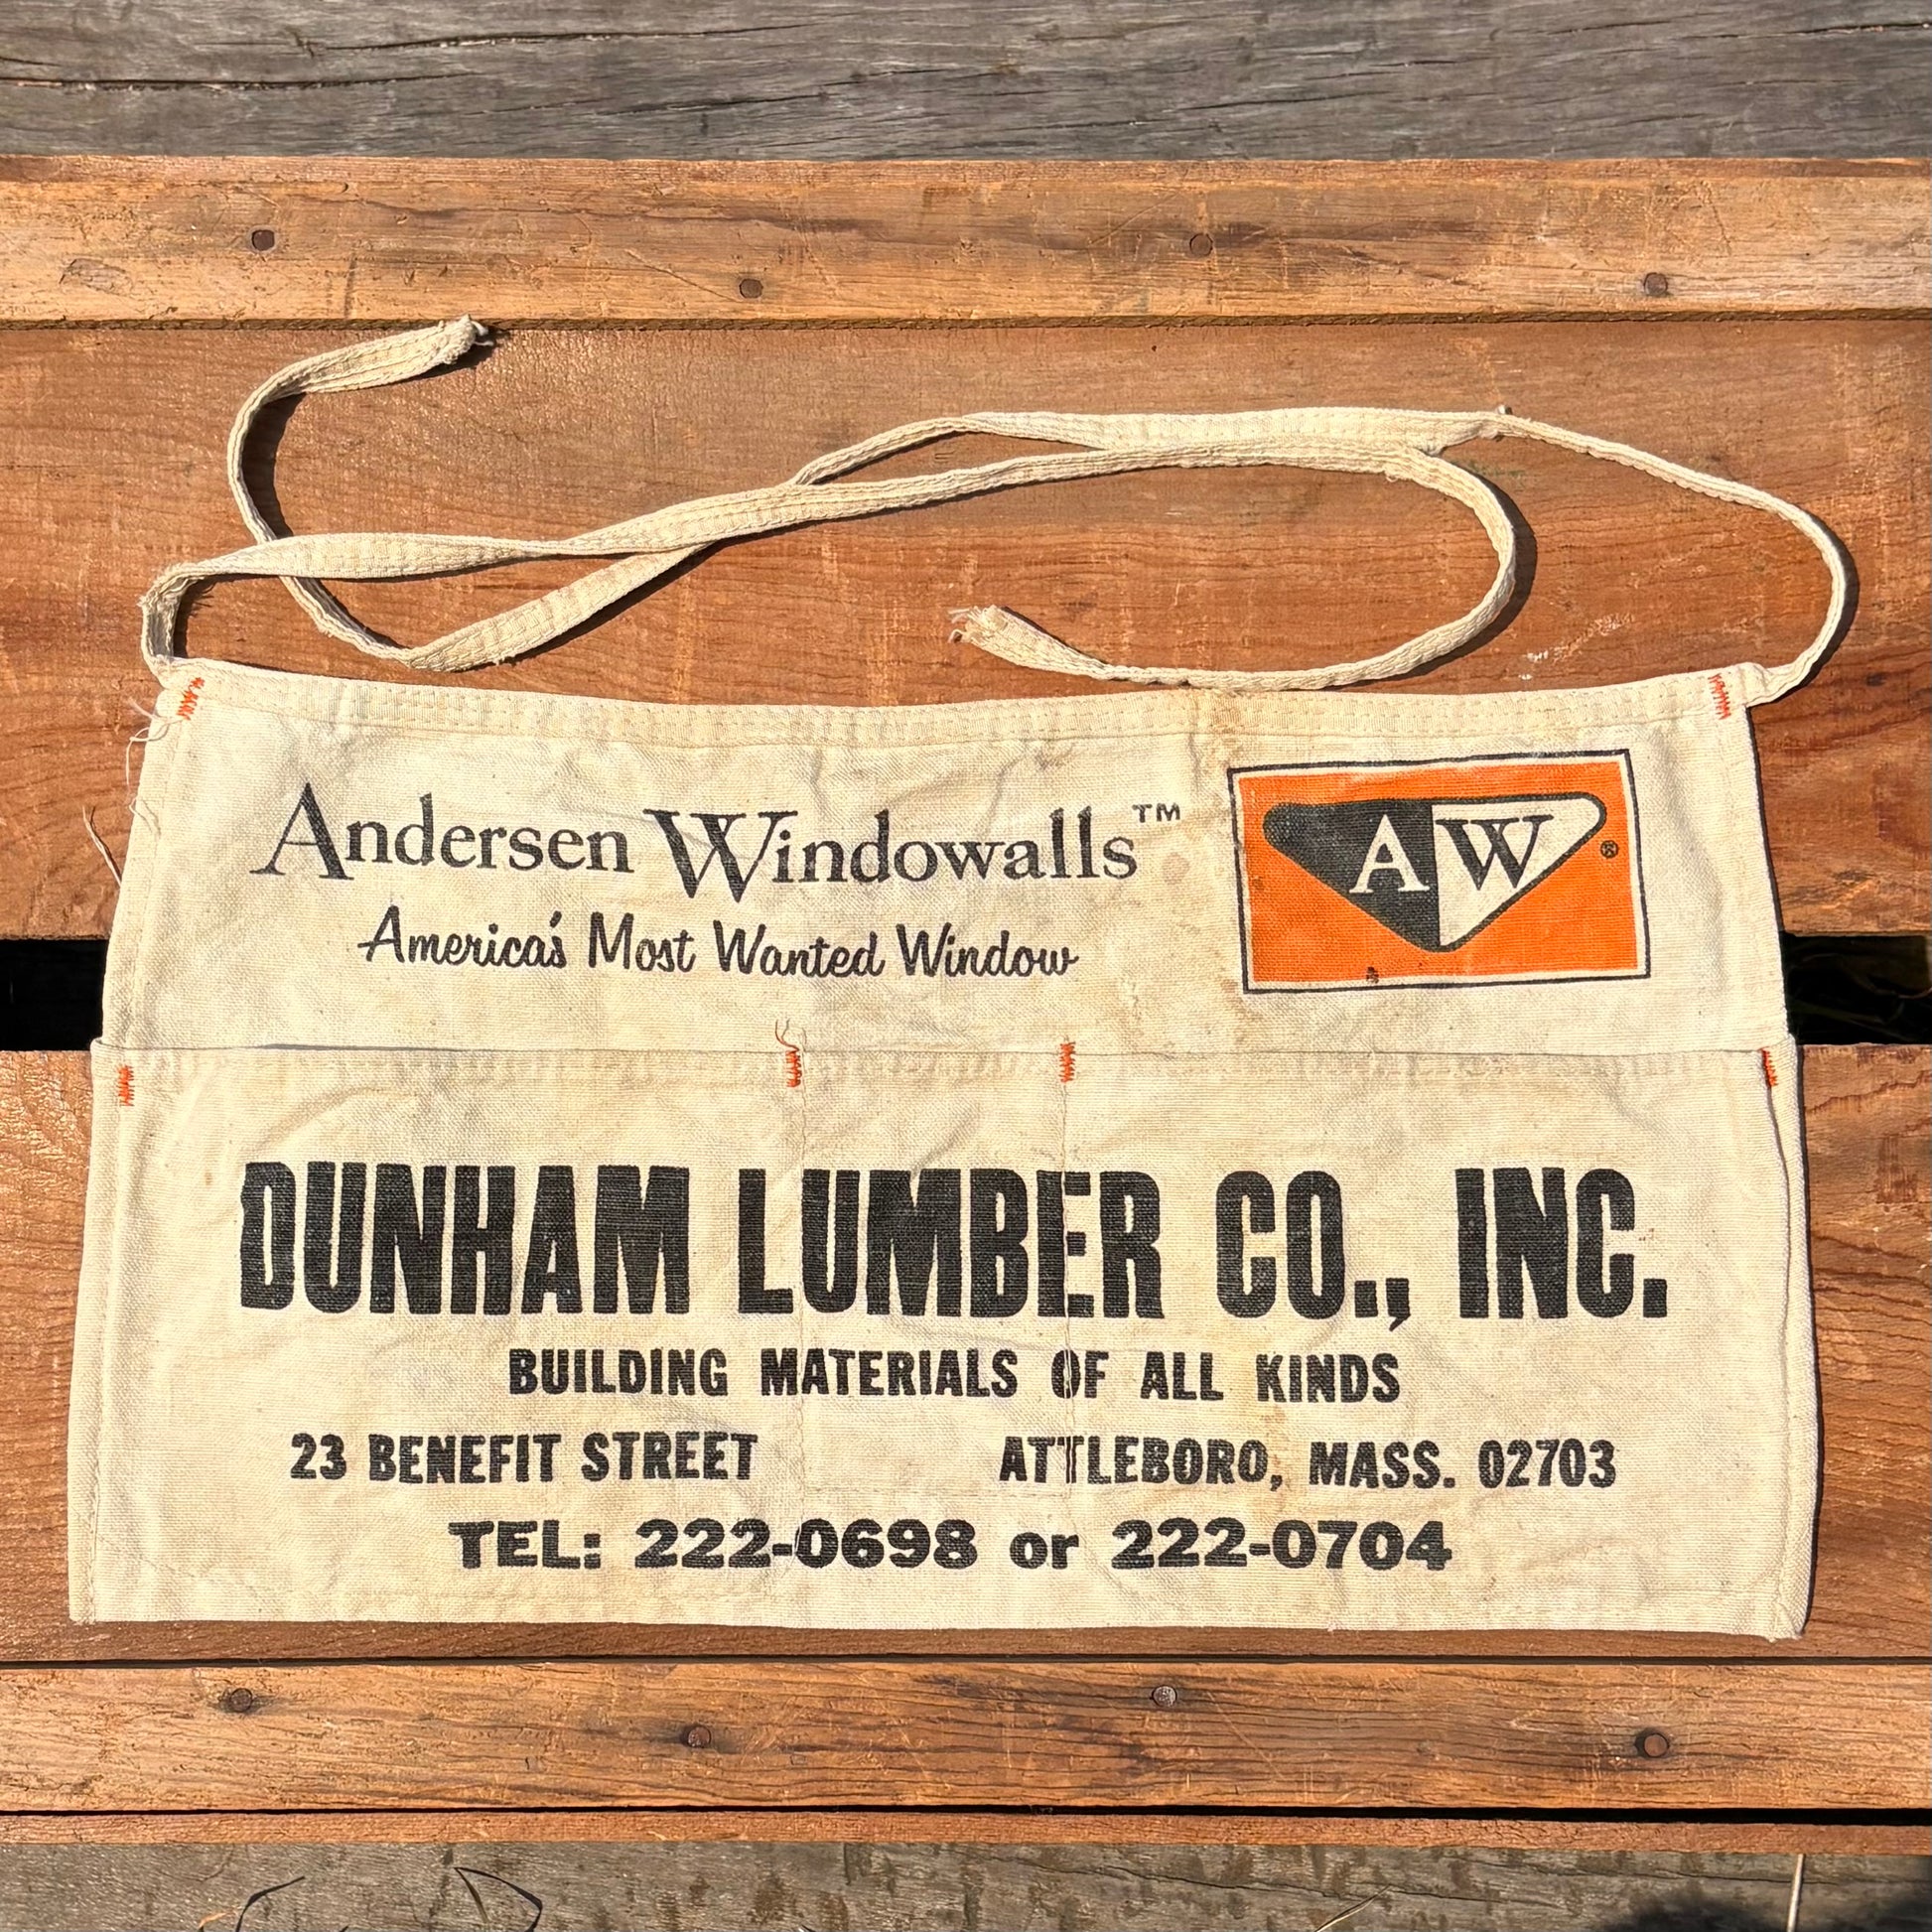 Andersen Windowalls™
America's Most Wanted Window
AW®
DUNHAM LUMBER CO., INC.
BUILDING MATERIALS OF ALL KINDS
23 BENEFIT STREET ATTLEBORO, MASS. 02703
TEL: 222-0698 or 222-0704